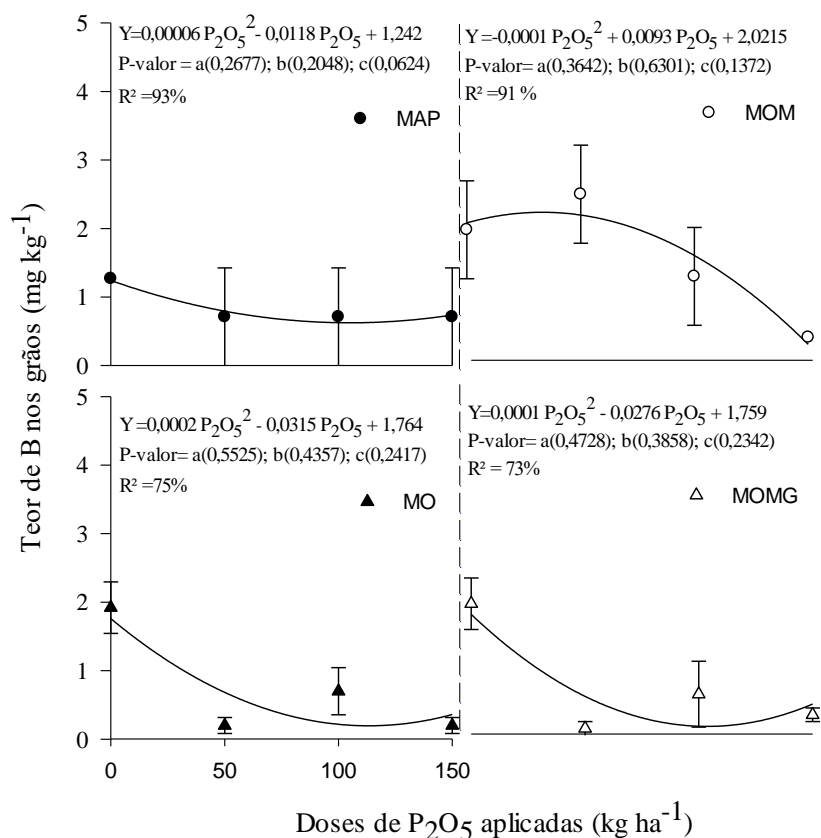 Y=0,00006 P₂O₅² - 0,0118 P₂O₅ + 1,242
P-valor = a(0,2677); b(0,2048); c(0,0624)
R² =93%
MAP
Y=-0,0001 P₂O₅² + 0,0093 P₂O₅ + 2,0215
P-valor= a(0,3642); b(0,6301); c(0,1372)
R² =91 %
MOM
5
4
3
2
1
0
Teor de B nos grãos (mg kg⁻¹)
Y=0,0002 P₂O₅² - 0,0315 P₂O₅ + 1,764
P-valor= a(0,5525); b(0,4357); c(0,2417)
R² =75%
MO
Y=0,0001 P₂O₅² - 0,0276 P₂O₅ + 1,759
P-valor= a(0,4728); b(0,3858); c(0,2342)
R² = 73%
MOMG
5
4
3
2
1
0
0 50 100 150
Doses de P₂O₅ aplicadas (kg ha⁻¹)